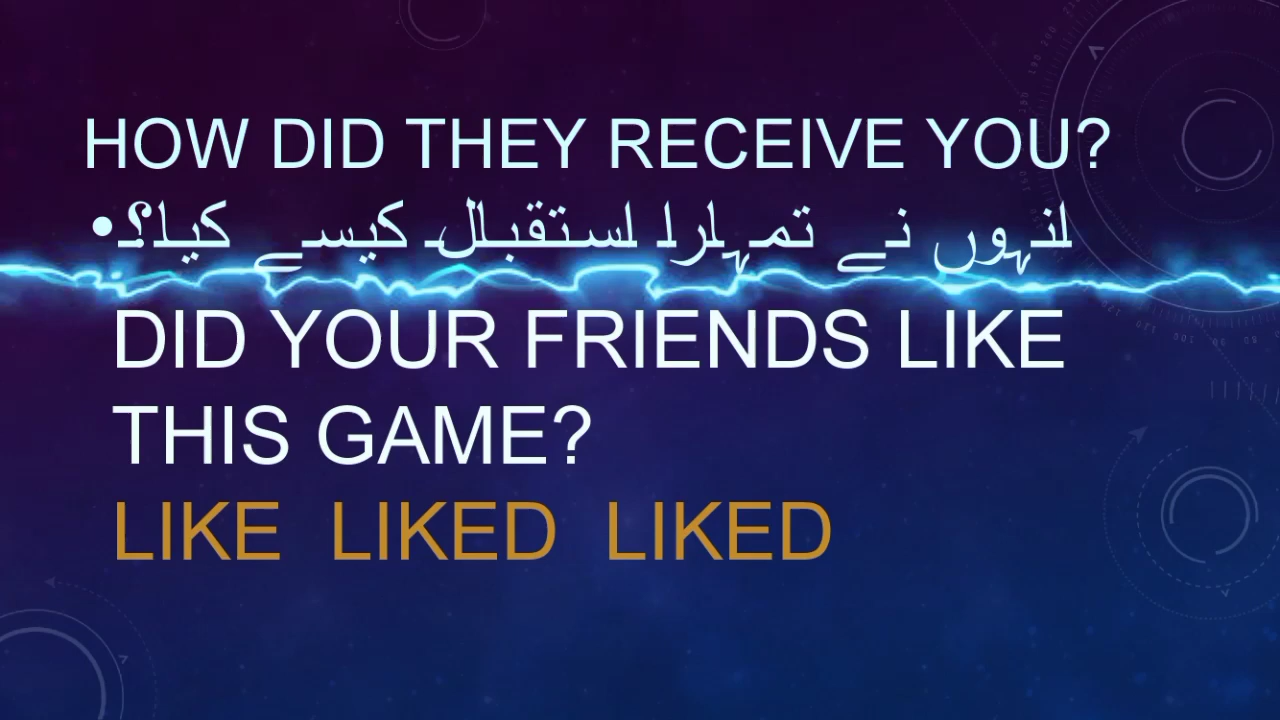 HOW DID THEY RECEIVE YOU?
•انہوں نے تمہارا استقبال کیسے کیا؟
DID YOUR FRIENDS LIKE
THIS GAME?
LIKE LIKED LIKED